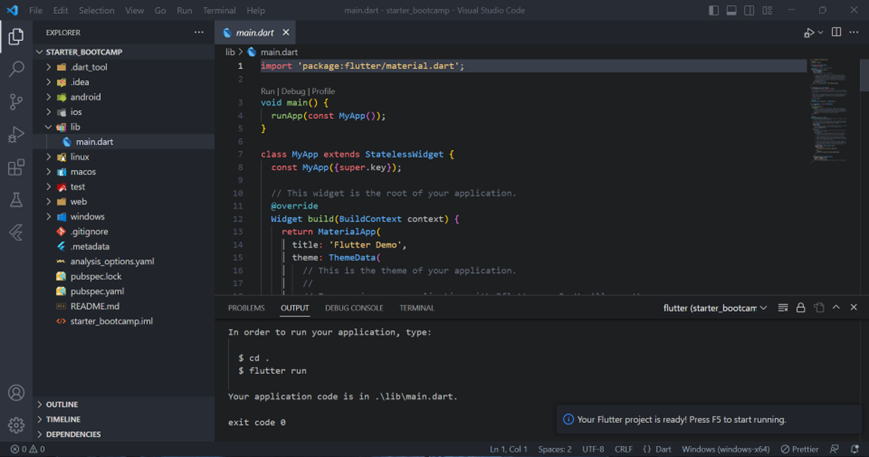 File Edit Selection View Go Run Terminal Help
main.dart - starter_bootcamp - Visual Studio Code
EXPLORER
STARTER_BOOTCAMP
.dart_tool
.idea
android
ios
lib
main.dart
linux
macos
test
web
windows
.gitignore
.metadata
analysis_options.yaml
pubspec.lock
pubspec.yaml
README.md
starter_bootcamp.iml
OUTLINE
TIMELINE
DEPENDENCIES
main.dart
lib > main.dart
1 import 'package:flutter/material.dart';
2
Run | Debug | Profile
3 void main() {
4 runApp(const MyApp());
5 }
6
7 class MyApp extends StatelessWidget {
8 const MyApp({super.key});
9
10 // This widget is the root of your application.
11 @override
12 Widget build(BuildContext context) {
13 return MaterialApp(
14 title: 'Flutter Demo',
15 theme: ThemeData(
16 // This is the theme of your application.
17 //
PROBLEMS OUTPUT DEBUG CONSOLE TERMINAL
flutter (starter_bootcam
In order to run your application, type:
$ cd .
$ flutter run
Your application code is in .\lib\main.dart.
exit code 0
Your Flutter project is ready! Press F5 to start running.
0 0
Ln 1, Col 1 Spaces: 2 UTF-8 CRLF {} Dart Windows (windows-x64) Prettier